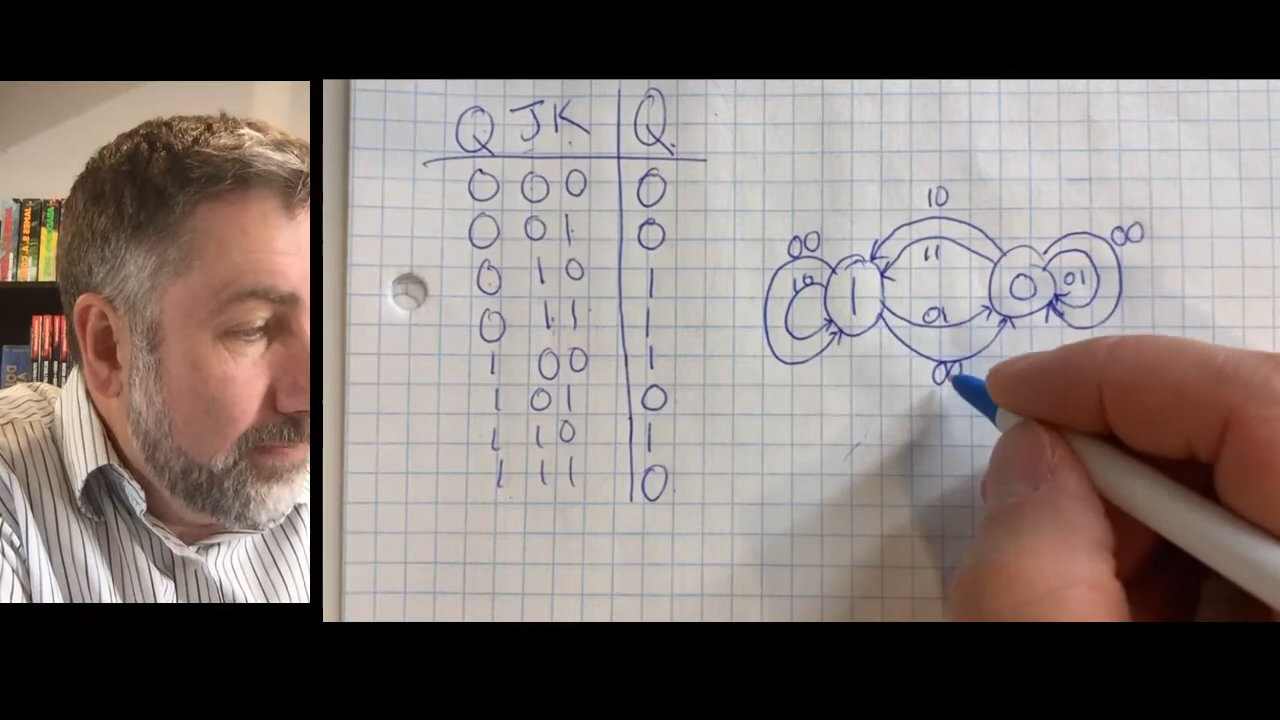 Q J K Q
0 0 0 0
0 0 1 0
0 1 0 1
0 1 1 1
1 0 0 1
1 0 1 0
1 1 0 1
1 1 1 0
10
00 11 00
10 1 0 01
01
00